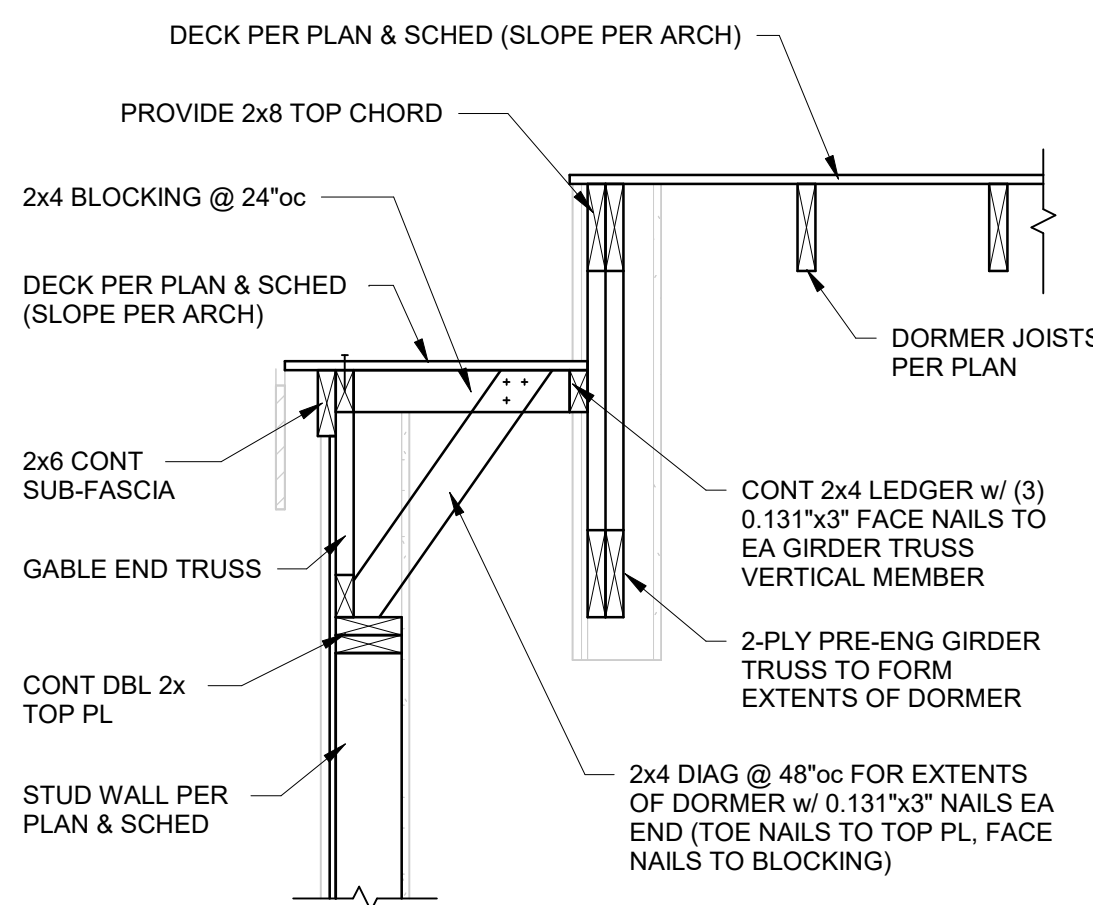 DECK PER PLAN & SCHED (SLOPE PER ARCH)
PROVIDE 2x8 TOP CHORD
2x4 BLOCKING @ 24"oc
DECK PER PLAN & SCHED
(SLOPE PER ARCH)
DORMER JOISTS
PER PLAN
2x6 CONT
SUB-FASCIA
GABLE END TRUSS
CONT 2x4 LEDGER w/ (3)
0.131"x3" FACE NAILS TO
EA GIRDER TRUSS
VERTICAL MEMBER
2-PLY PRE-ENG GIRDER
TRUSS TO FORM
EXTENTS OF DORMER
CONT DBL 2x
TOP PL
STUD WALL PER
PLAN & SCHED
2x4 DIAG @ 48"oc FOR EXTENTS
OF DORMER w/ 0.131"x3" NAILS EA
END (TOE NAILS TO TOP PL, FACE
NAILS TO BLOCKING)